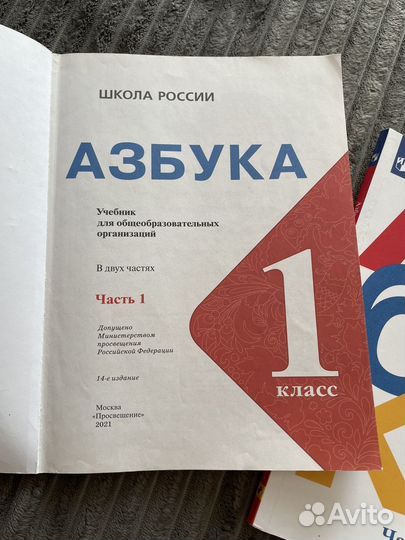 ШКОЛА РОССИИ
АЗБУКА
Учебник
для общеобразовательных
организаций
В двух частях
Часть 1
Допущено
Министерством
просвещения
Российской Федерации
14-е издание
Москва
«Просвещение»
2021
1
класс
Avito